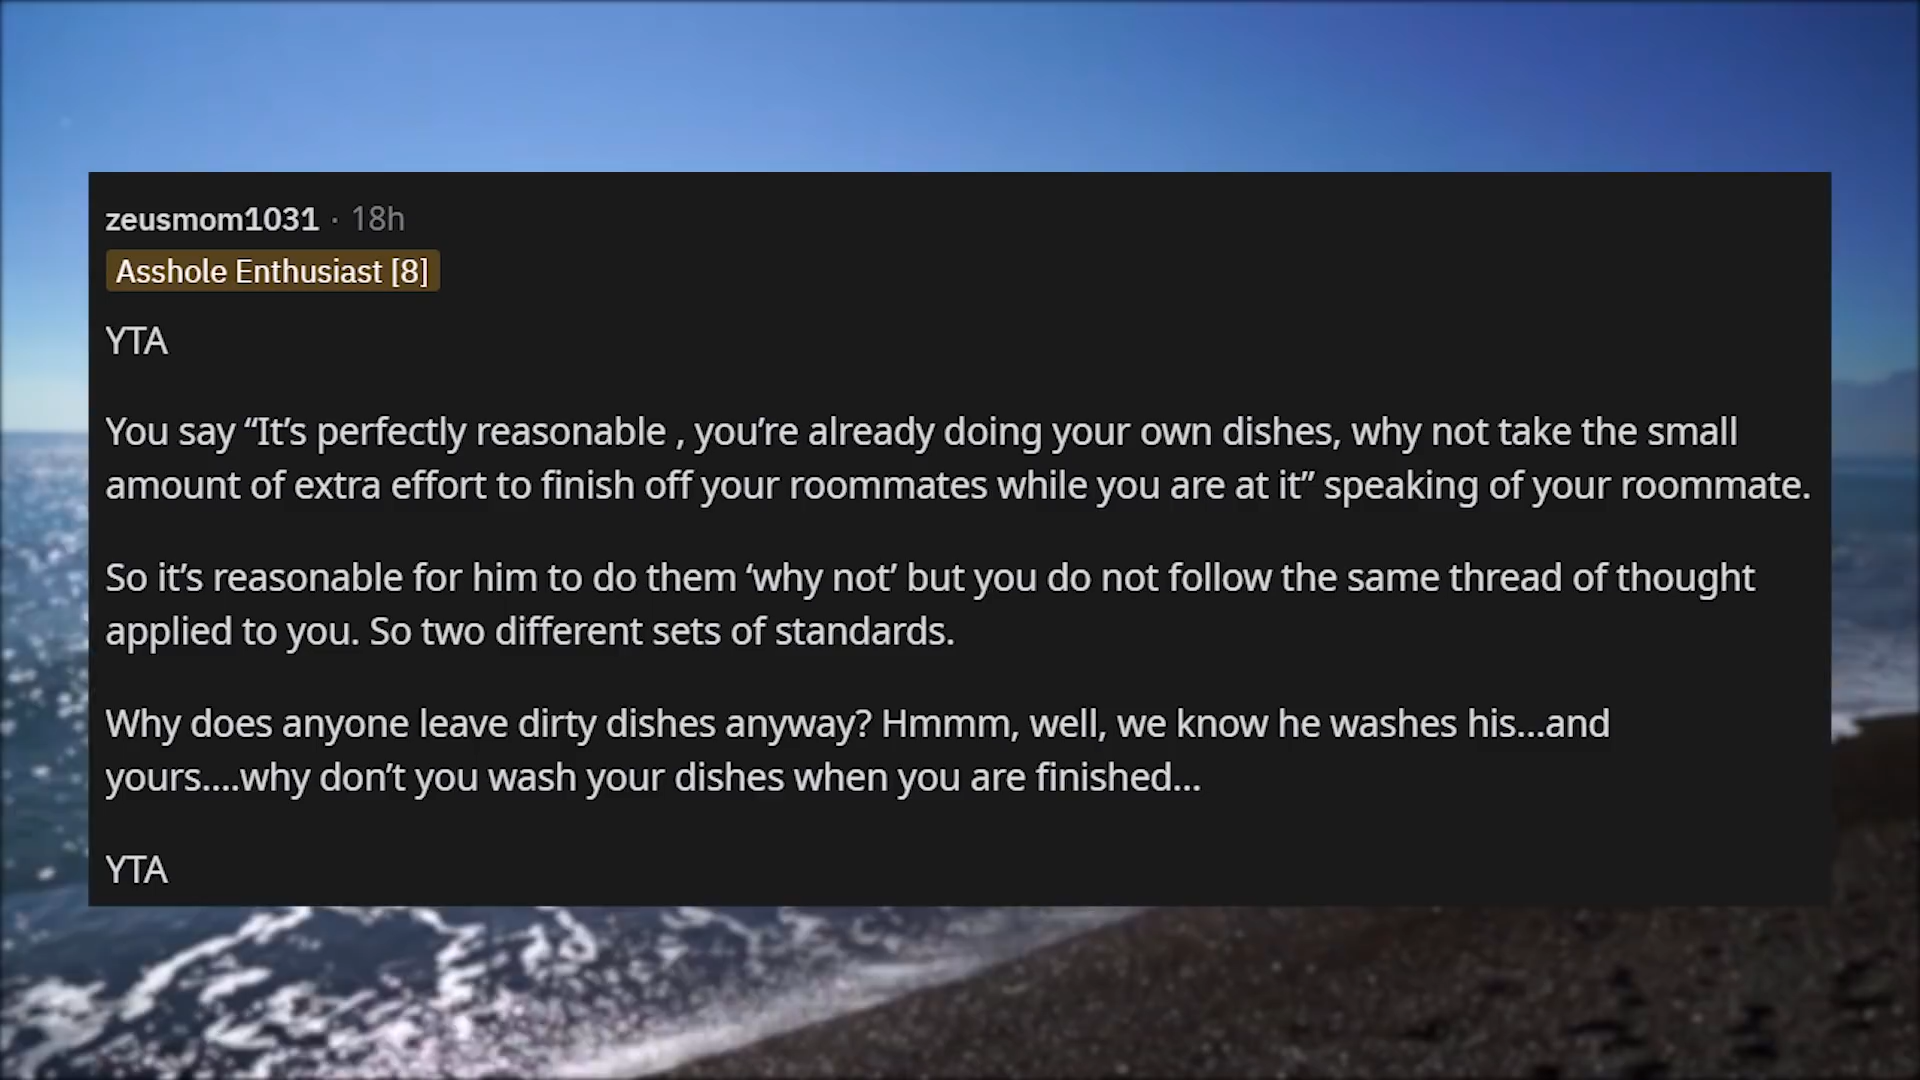 zeusmom1031 · 18h
Asshole Enthusiast [8]
YTA
You say “It’s perfectly reasonable , you’re already doing your own dishes, why not take the small
amount of extra effort to finish off your roommates while you are at it” speaking of your roommate.
So it’s reasonable for him to do them ‘why not’ but you do not follow the same thread of thought
applied to you. So two different sets of standards.
Why does anyone leave dirty dishes anyway? Hmmm, well, we know he washes his...and
yours....why don’t you wash your dishes when you are finished...
YTA